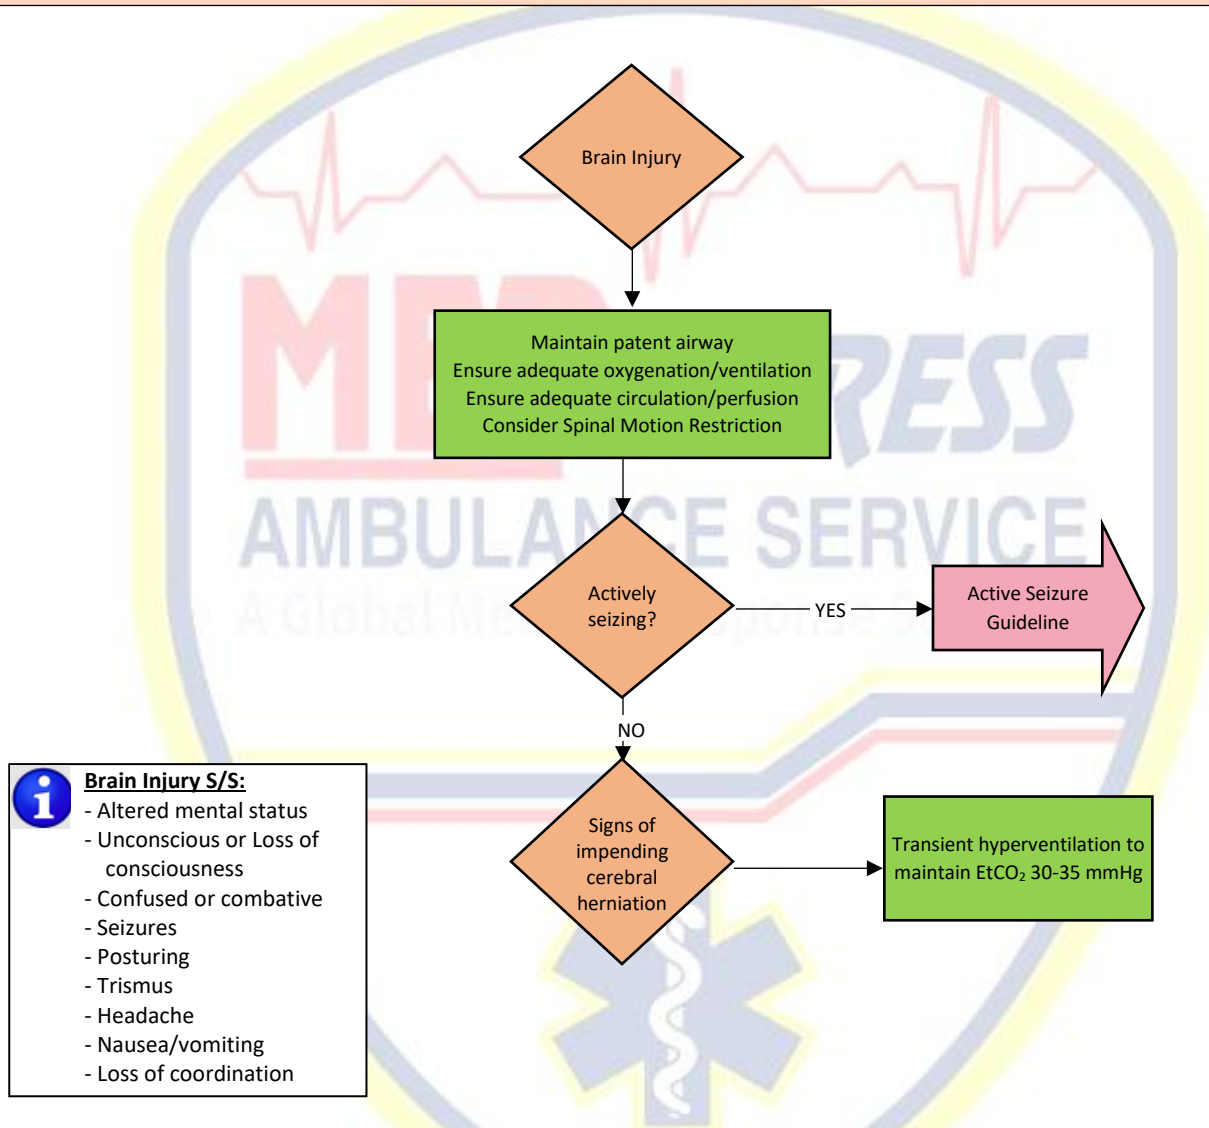 Brain Injury
Maintain patent airway
Ensure adequate oxygenation/ventilation
Ensure adequate circulation/perfusion
Consider Spinal Motion Restriction
RESS
AMBULANCE SERVICE
A Global
Actively
seizing?
YES
Active Seizure
Guideline
NO
Brain Injury S/S:
- Altered mental status
- Unconscious or Loss of
consciousness
- Confused or combative
- Seizures
- Posturing
- Trismus
- Headache
- Nausea/vomiting
- Loss of coordination
Signs of
impending
cerebral
herniation
Transient hyperventilation to
maintain EtCO₂ 30-35 mmHg